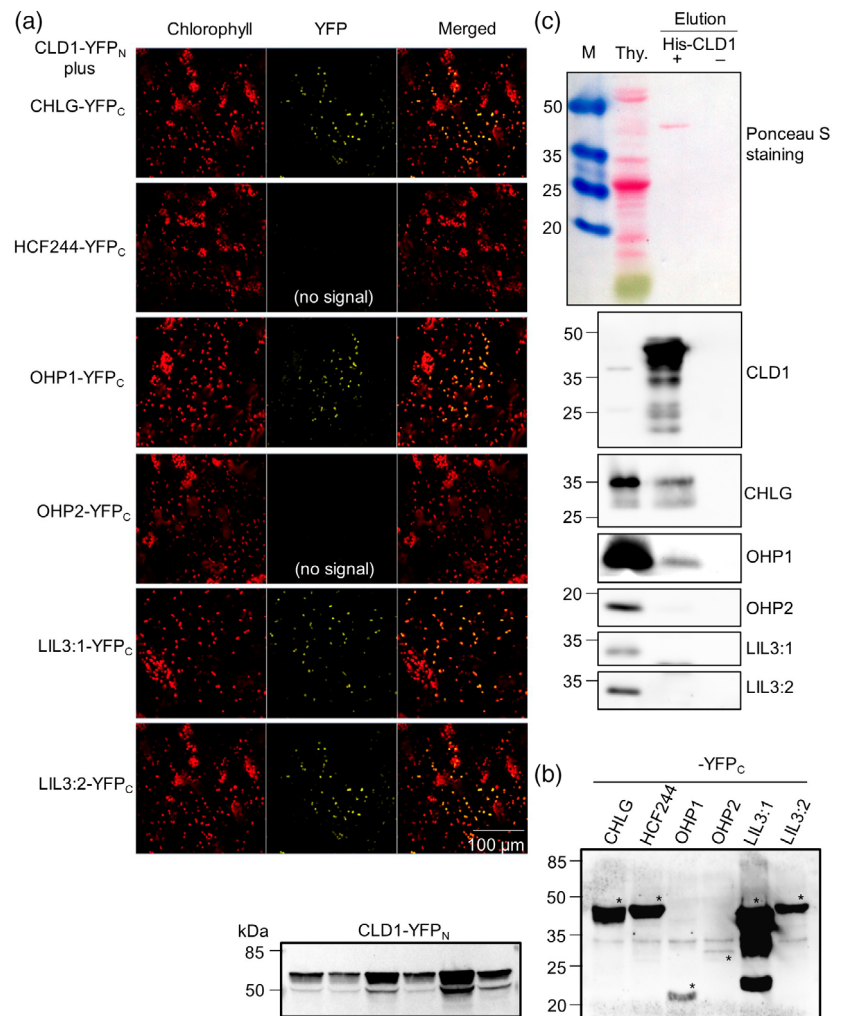 (a)
Chlorophyll YFP Merged
CLD1-YFPN
plus
CHLG-YFPC
HCF244-YFPC
(no signal)
OHP1-YFPC
OHP2-YFPC
(no signal)
LIL3:1-YFPC
LIL3:2-YFPC
100 μm
kDa
CLD1-YFPN
85
50
(c)
Elution
M Thy. His-CLD1
+ –
50
35
25
20
Ponceau S
staining
50
35
25
CLD1
35
25
CHLG
OHP1
20
OHP2
35
LIL3:1
35
LIL3:2
(b)
-YFPC
CHLG HCF244 OHP1 OHP2 LIL3:1 LIL3:2
85
50
35
25
20
* * * * * *